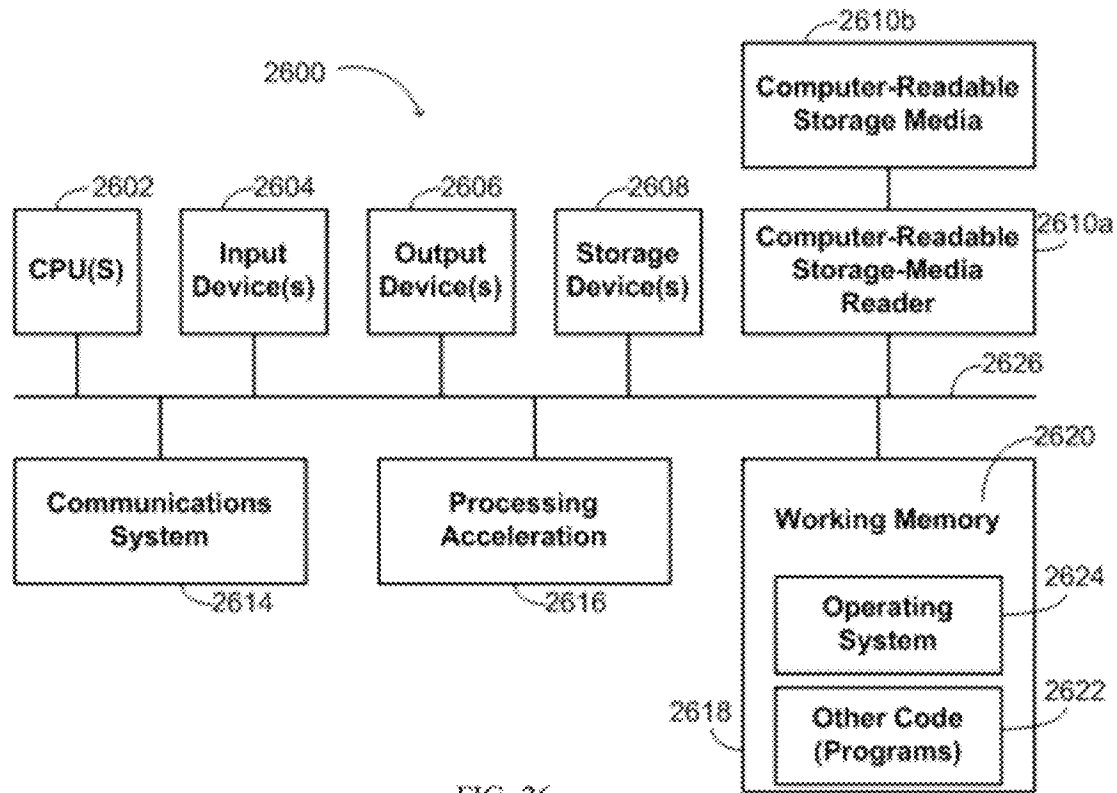 2610b
2600
Computer-Readable
Storage Media
2602
2604
2606
2608
2610a
CPU(S)
Input
Device(s)
Output
Device(s)
Storage
Device(s)
Computer-Readable
Storage-Media
Reader
2626
2620
Communications
System
Processing
Acceleration
Working Memory
2614
2616
2624
Operating
System
2622
2618
Other Code
(Programs)
FIG. 26